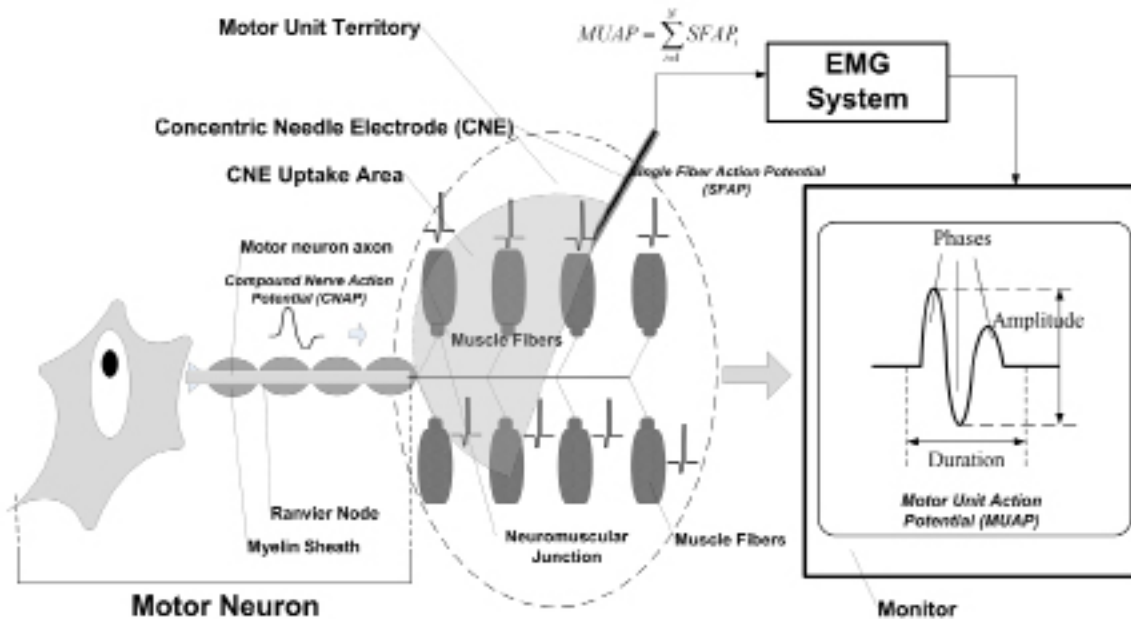 Motor Unit Territory
MUAP = ∑ SFAP
EMG
System
Concentric Needle Electrode (CNE)
Single Fiber Action Potential
(SFAP)
CNE Uptake Area
Motor neuron axon
Compound Nerve Action
Potential (CNAP)
Muscle Fibers
Phases
Amplitude
Duration
Motor Unit Action
Potential (MUAP)
Ranvier Node
Myelin Sheath
Neuromuscular
Junction
Muscle Fibers
Motor Neuron
Monitor